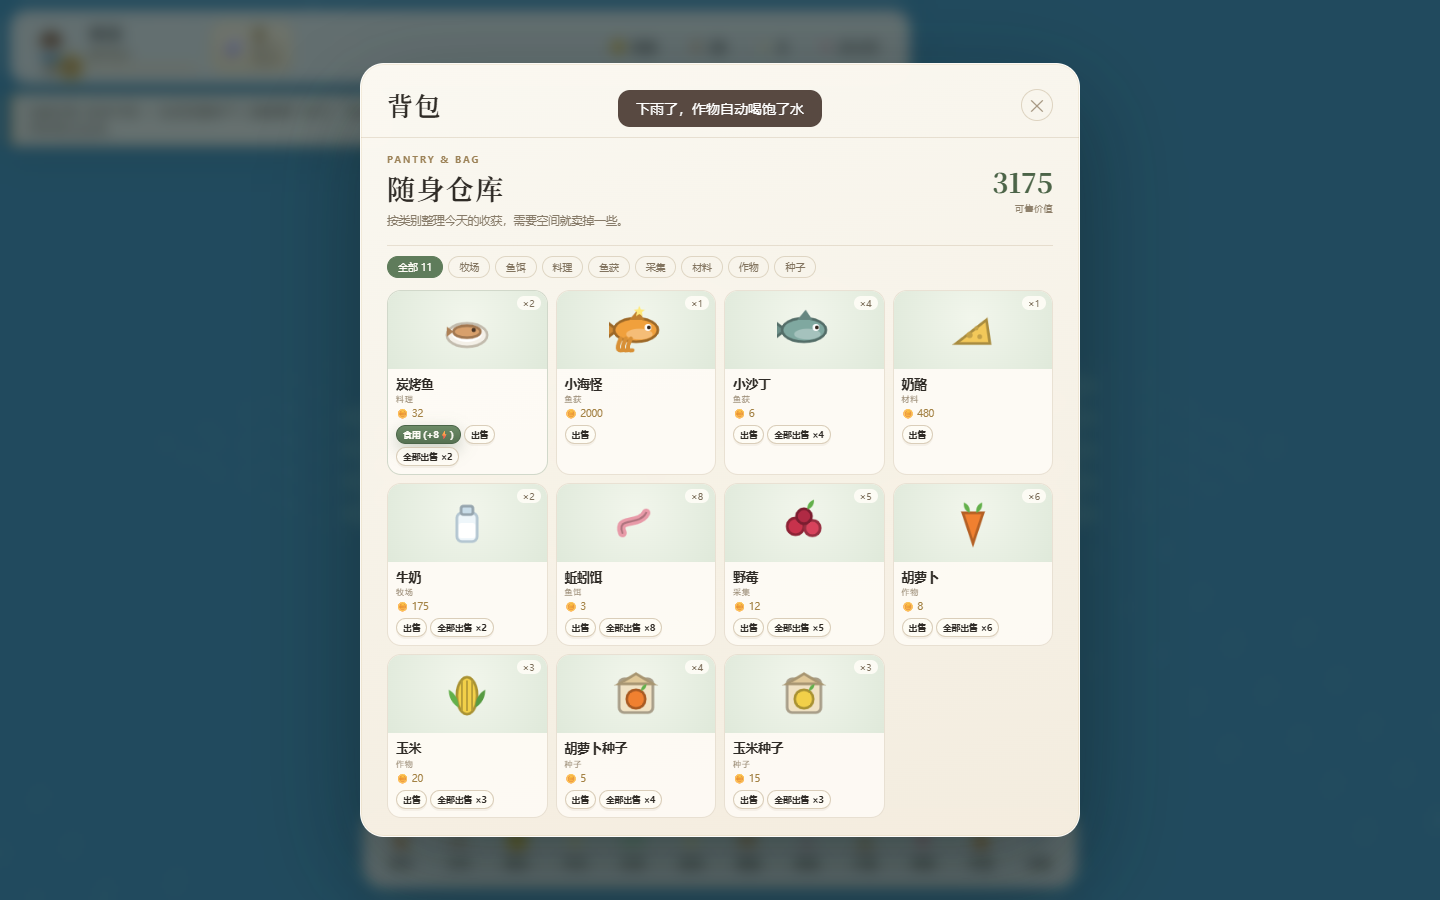 背包
下雨了，作物自动喝饱了水
PANTRY & BAG
随身仓库
按类别整理今天的收获，需要空间就卖掉一些。
3175
可售价值
全部 11
牧场
鱼饵
料理
鱼获
采集
材料
作物
种子
×2
炭烤鱼
料理
32
食用 (+8 )
出售
全部出售 ×2
×1
小海怪
鱼获
2000
出售
×4
小沙丁
鱼获
6
出售
全部出售 ×4
×1
奶酪
材料
480
出售
×2
牛奶
牧场
175
出售
全部出售 ×2
×8
蚯蚓饵
鱼饵
3
出售
全部出售 ×8
×5
野莓
采集
12
出售
全部出售 ×5
×6
胡萝卜
作物
8
出售
全部出售 ×6
×3
玉米
作物
20
出售
全部出售 ×3
×4
胡萝卜种子
种子
5
出售
全部出售 ×4
×3
玉米种子
种子
15
出售
全部出售 ×3